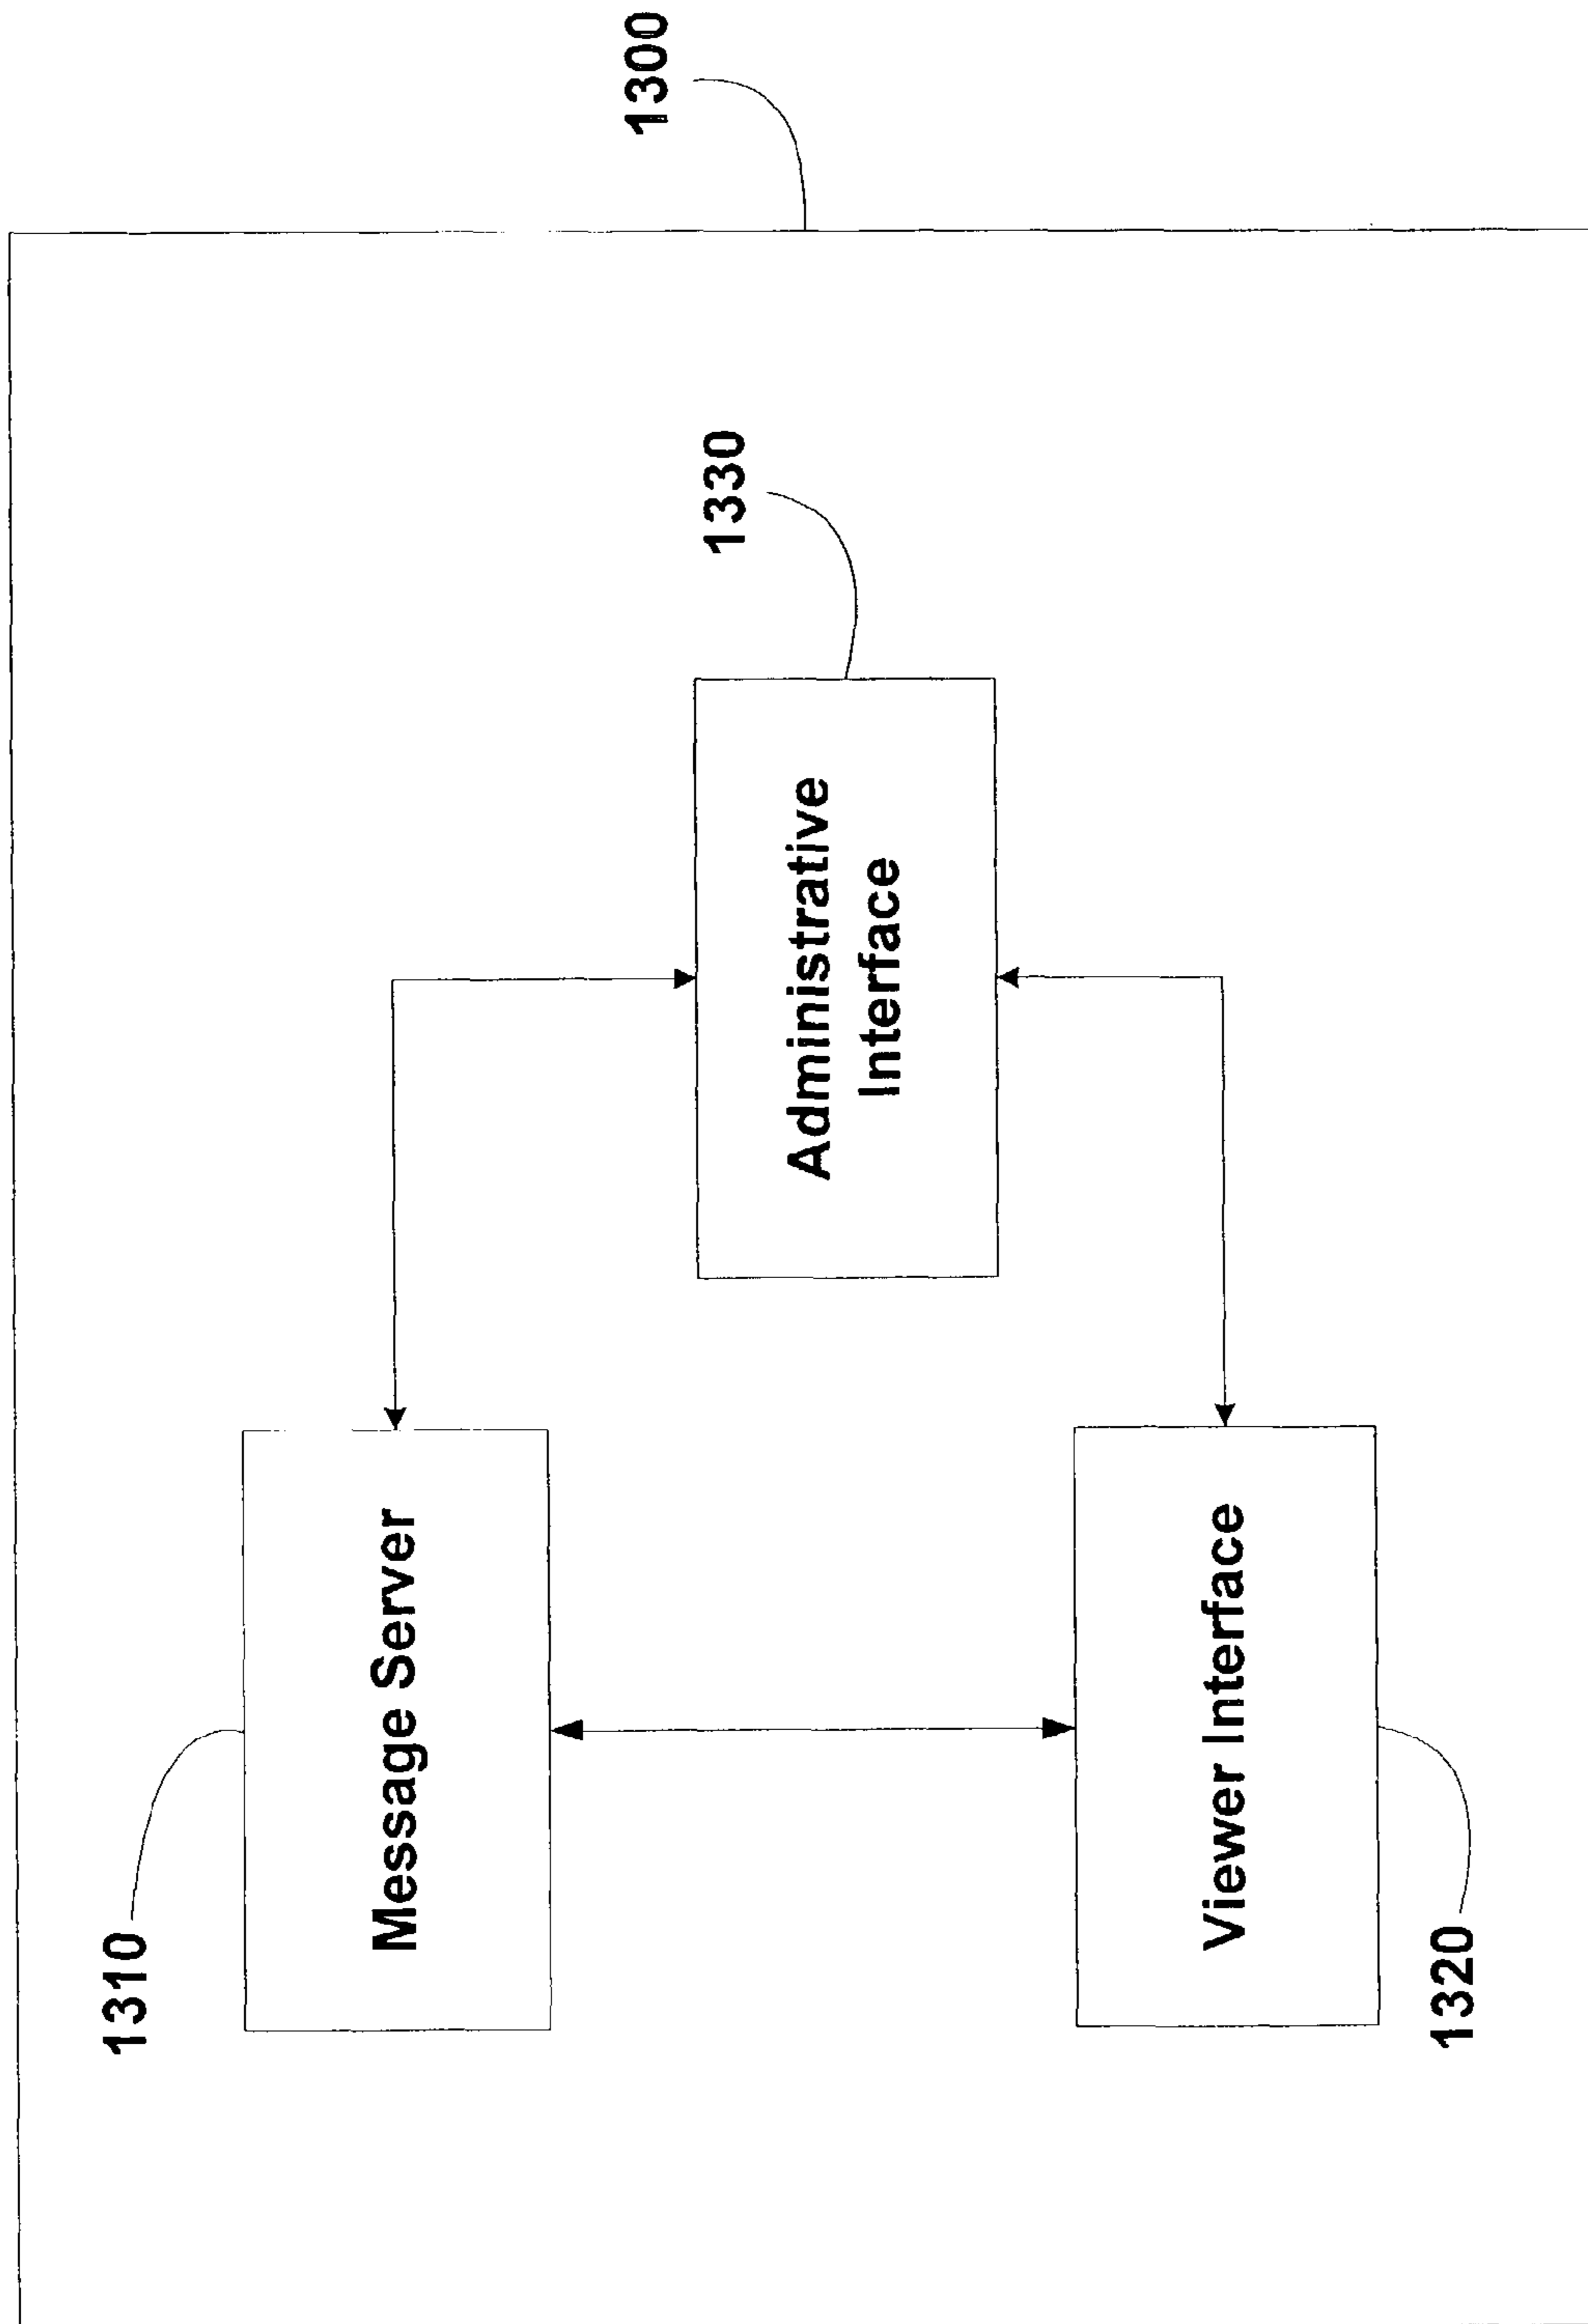 1300
1330
Administrative
Interface
1310
Message Server
Viewer Interface
1320